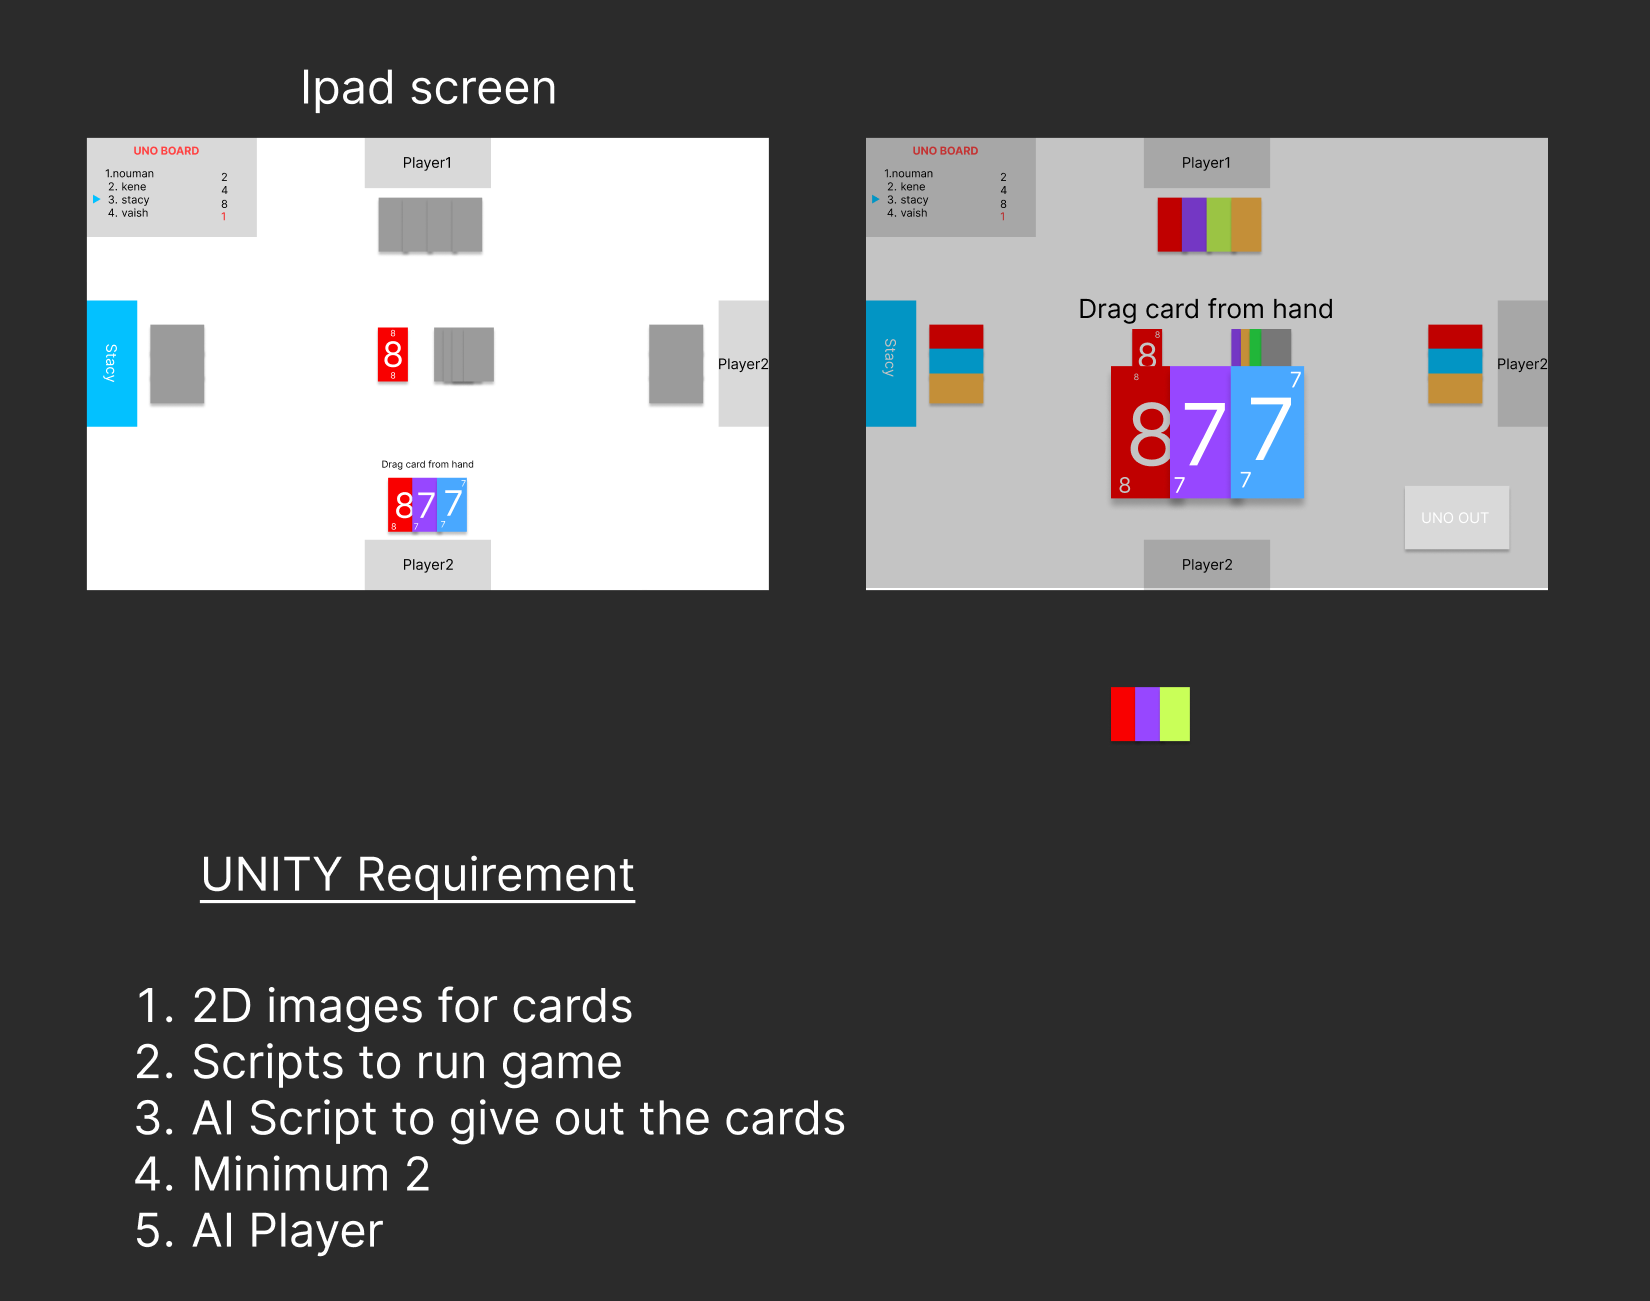 Ipad screen
UNO BOARD
1.nouman 2
2. kene 4
3. stacy 8
4. vaish 1
Player1
Stacy
8
8
8
Player2
Drag card from hand
7
8 7 7
8 7 7
Player2
UNO BOARD
1.nouman 2
2. kene 4
3. stacy 8
4. vaish 1
Player1
Drag card from hand
Stacy
8
8
Player2
8 7
8 7 7
8 7 7
UNO OUT
Player2
UNITY Requirement
1. 2D images for cards
2. Scripts to run game
3. AI Script to give out the cards
4. Minimum 2
5. AI Player